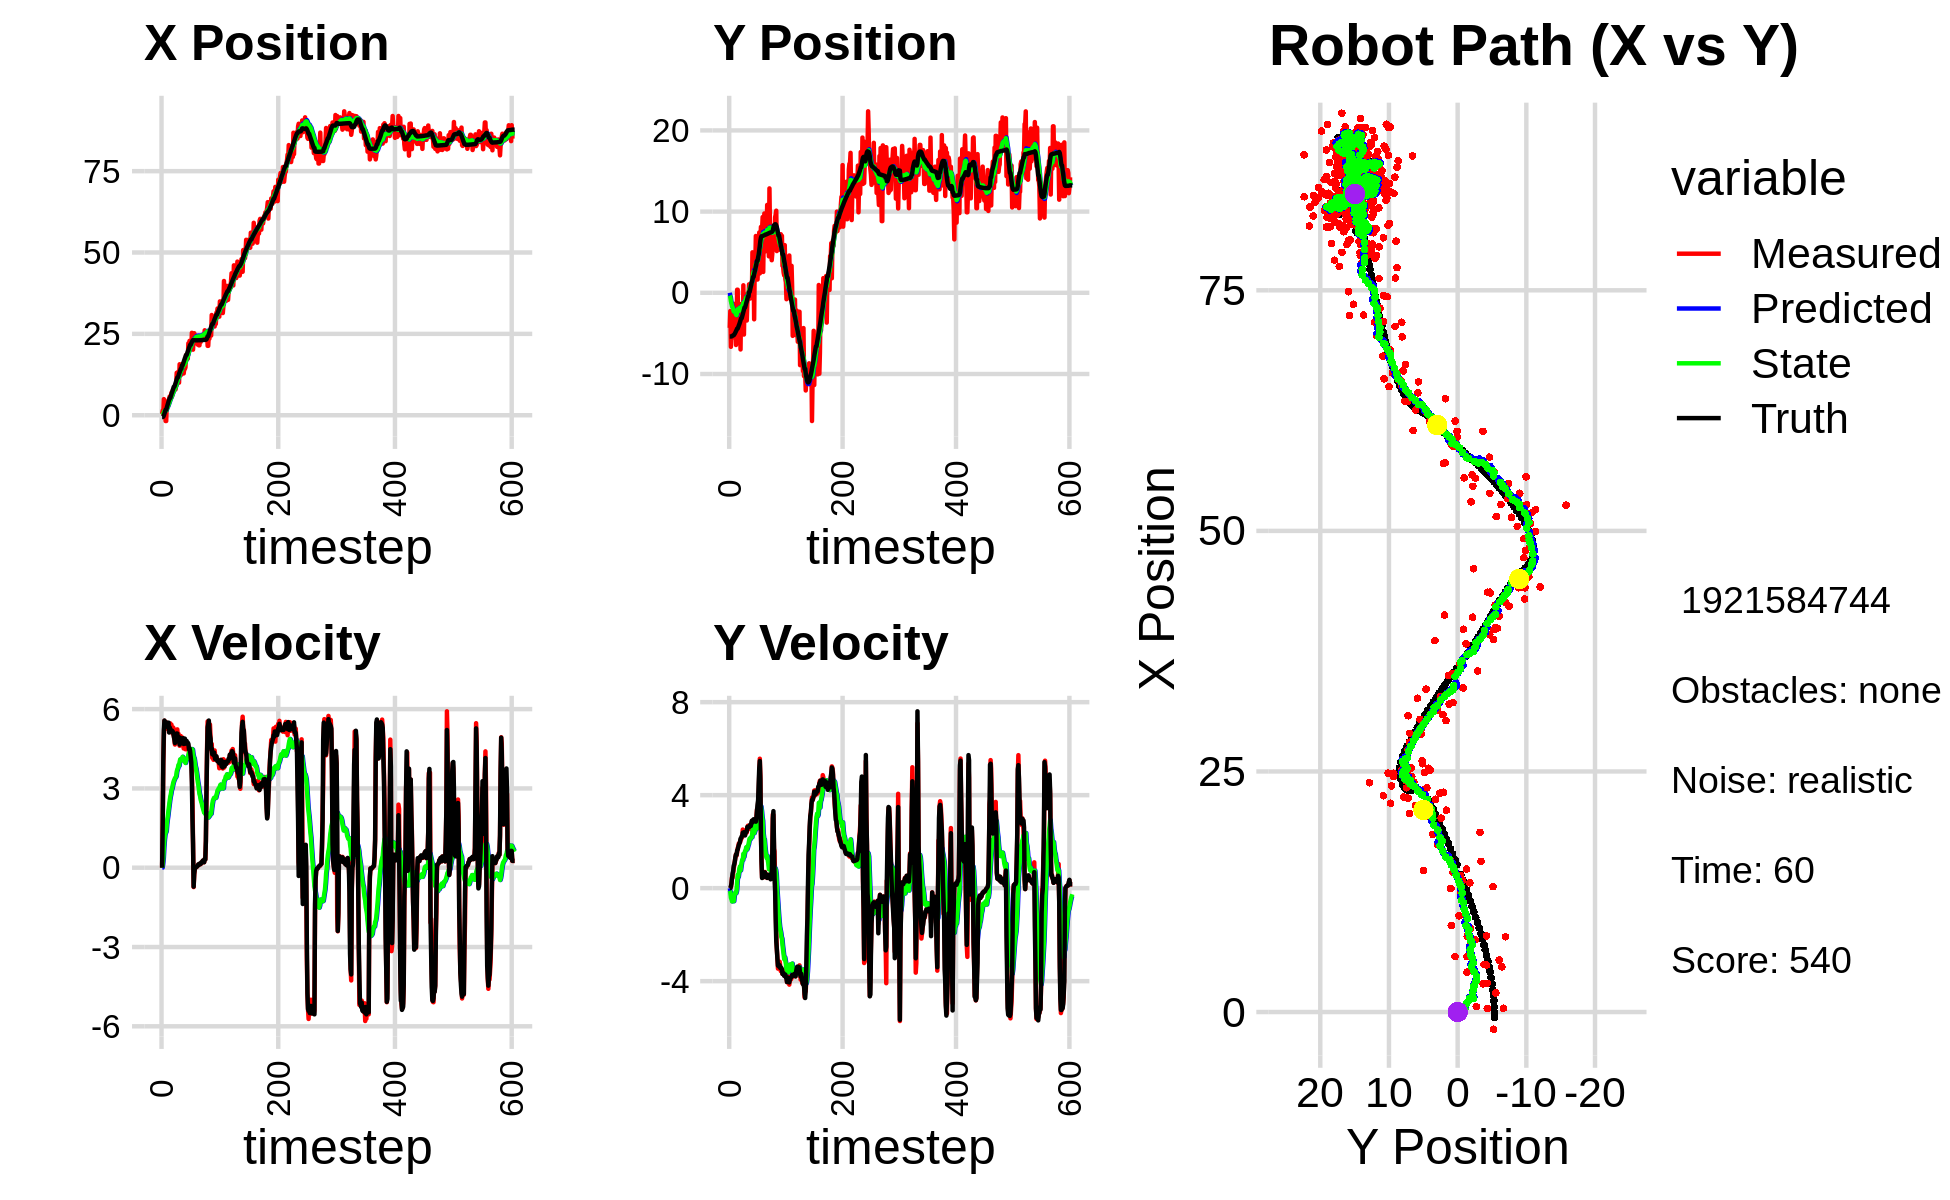 X Position
75
50
25
0
0
200
400
600
timestep
Y Position
20
10
0
-10
0
200
400
600
timestep
X Velocity
6
3
0
-3
-6
0
200
400
600
timestep
Y Velocity
8
4
0
-4
0
200
400
600
timestep
Robot Path (X vs Y)
X Position
75
50
25
0
20
10
0
-10
-20
Y Position
variable
Measured
Predicted
State
Truth
1921584744
Obstacles: none
Noise: realistic
Time: 60
Score: 540